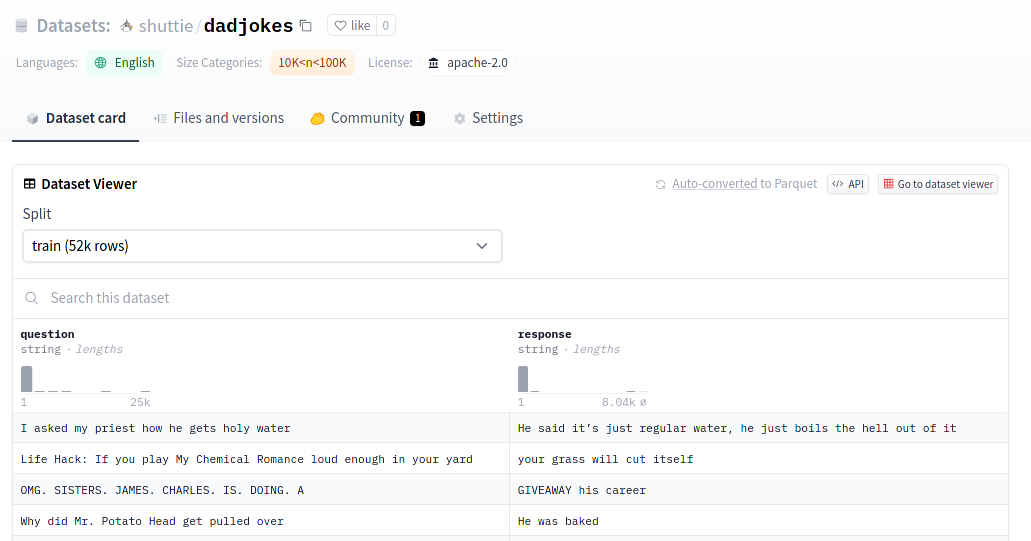 Datasets: shuttie/dadjokes like 0
Languages: English Size Categories: 10K<n<100K License: apache-2.0
Dataset card Files and versions Community 1 Settings
Dataset Viewer Auto-converted to Parquet </> API Go to dataset viewer
Split
train (52k rows)
Search this dataset
question response
string · lengths string · lengths
1 25k 1 8.04k ∅
I asked my priest how he gets holy water He said it’s just regular water, he just boils the hell out of it
Life Hack: If you play My Chemical Romance loud enough in your yard your grass will cut itself
OMG. SISTERS. JAMES. CHARLES. IS. DOING. A GIVEAWAY his career
Why did Mr. Potato Head get pulled over He was baked